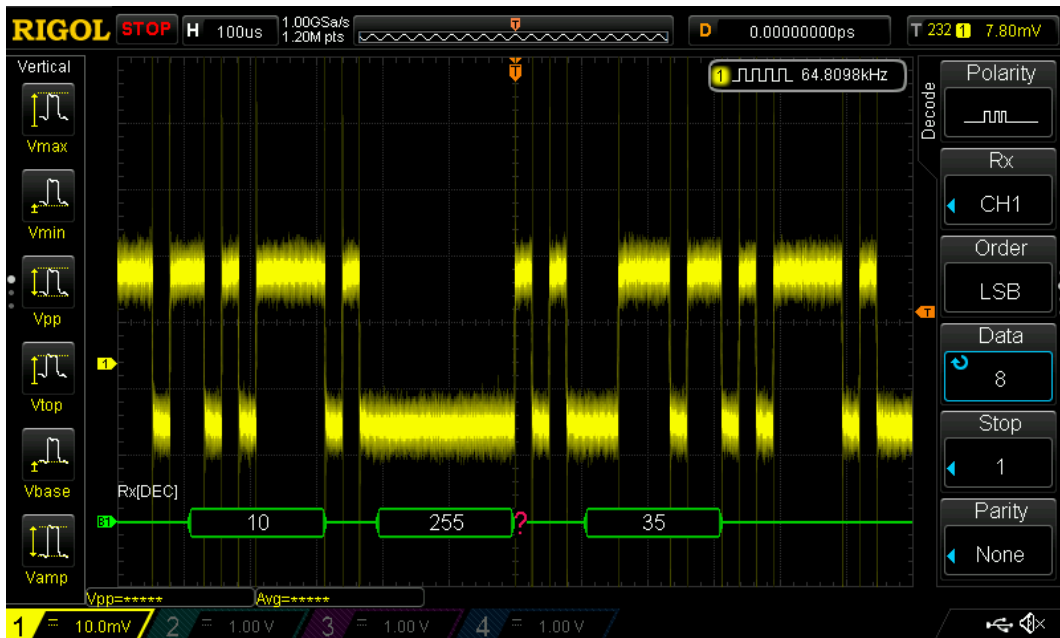 RIGOL STOP H 100us 1.00GSa/s 1.20M pts T D 0.00000000ps T 232 1 7.80mV
Vertical
Vmax
Vmin
Vpp
Vtop
Vbase
Vamp
T
1 64.8098kHz
1
T
Rx[DEC]
B1 10 255 ? 35
Vpp=***** Avg=*****
Decode
Polarity
Rx
CH1
Order
LSB
Data
8
Stop
1
Parity
None
1 = 10.0mV 2 = 1.00 V 3 = 1.00 V 4 = 1.00 V